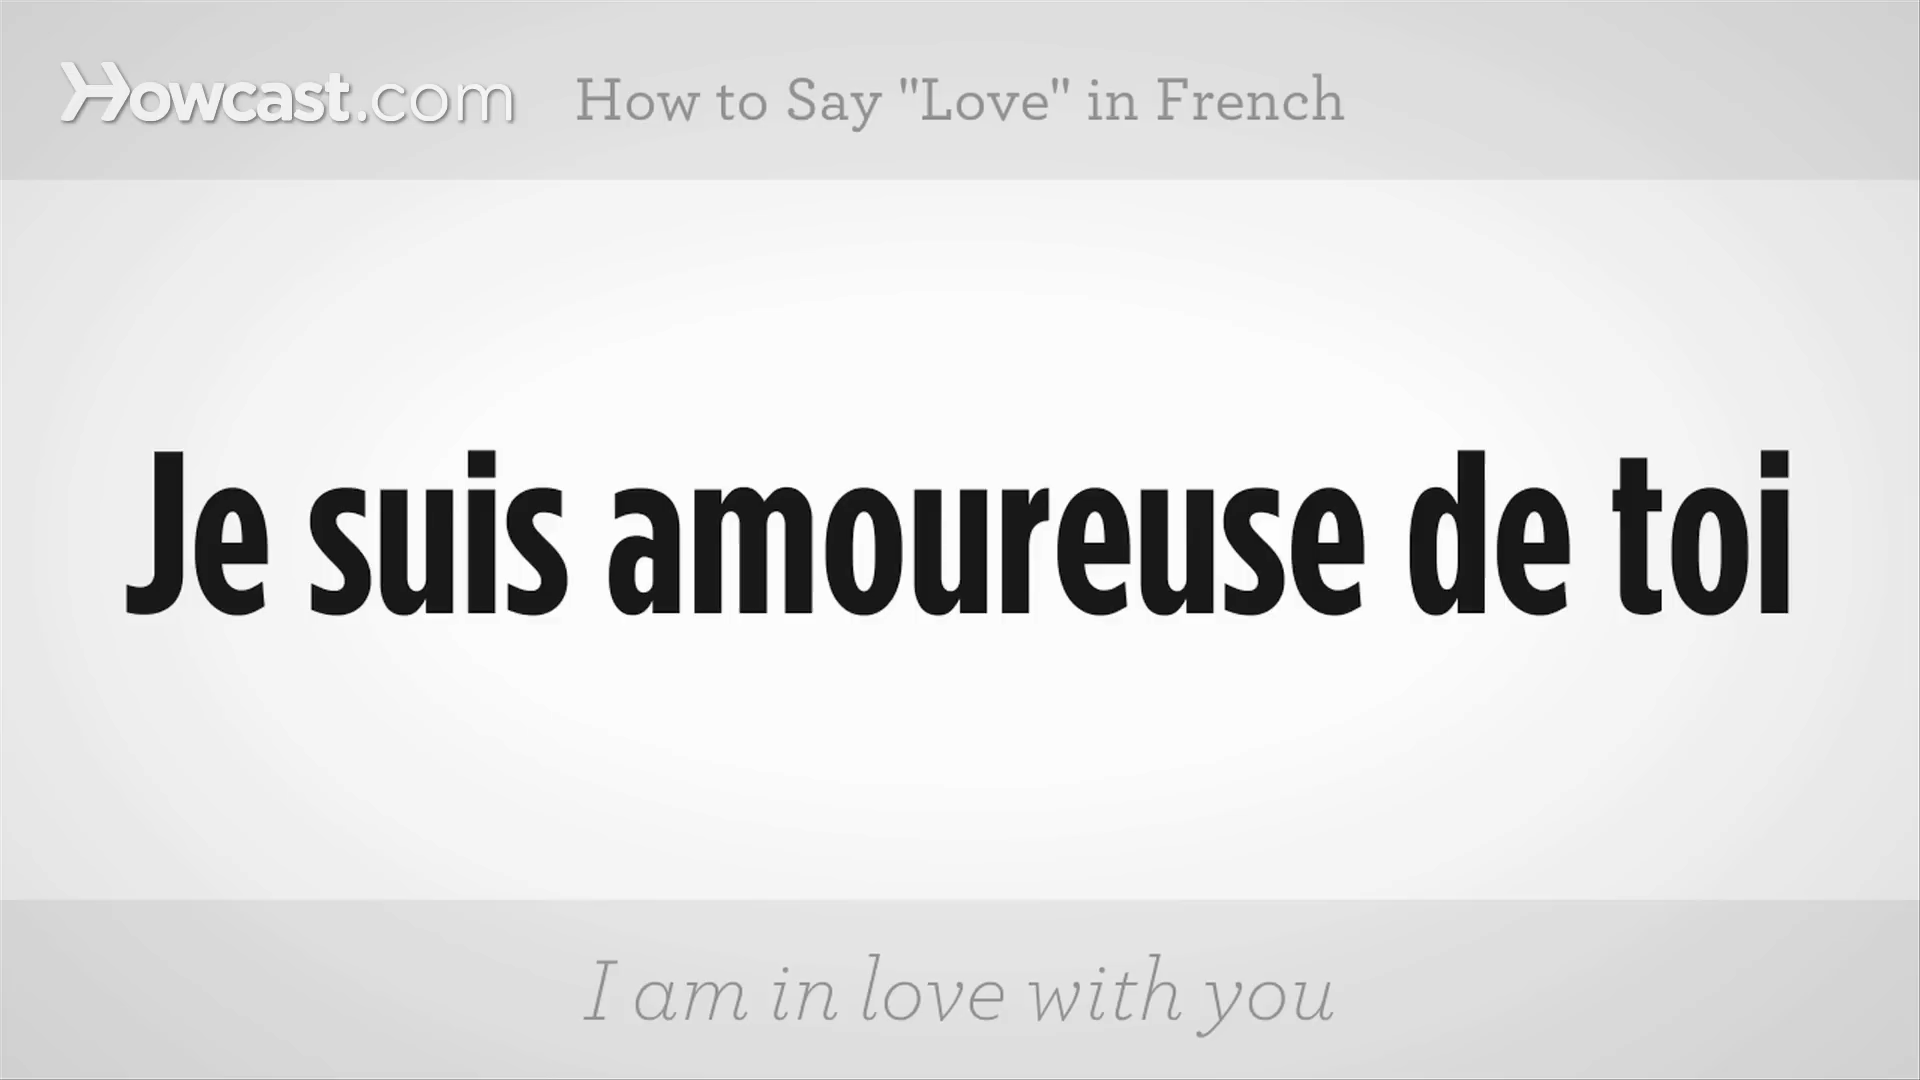 Howcast.com
How to Say "Love" in French
Je suis amoureuse de toi
I am in love with you